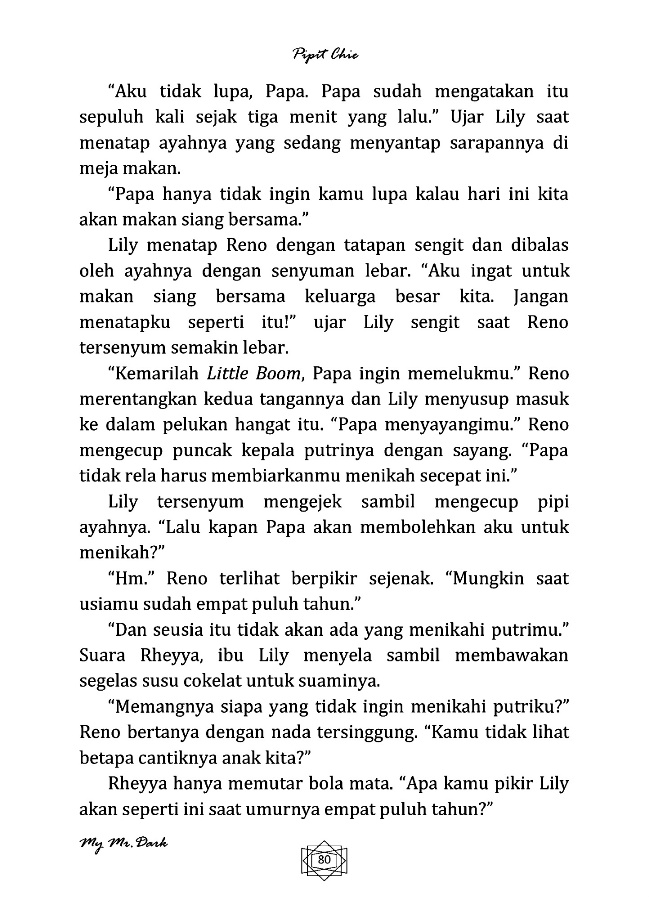 Pipit Chie
“Aku tidak lupa, Papa. Papa sudah mengatakan itu
sepuluh kali sejak tiga menit yang lalu.” Ujar Lily saat
menatap ayahnya yang sedang menyantap sarapannya di
meja makan.
“Papa hanya tidak ingin kamu lupa kalau hari ini kita
akan makan siang bersama.”
Lily menatap Reno dengan tatapan sengit dan dibalas
oleh ayahnya dengan senyuman lebar. “Aku ingat untuk
makan siang bersama keluarga besar kita. Jangan
menatapku seperti itu!” ujar Lily sengit saat Reno
tersenyum semakin lebar.
“Kemarilah Little Boom, Papa ingin memelukmu.” Reno
merentangkan kedua tangannya dan Lily menyusup masuk
ke dalam pelukan hangat itu. “Papa menyayangimu.” Reno
mengecup puncak kepala putrinya dengan sayang. “Papa
tidak rela harus membiarkanmu menikah secepat ini.”
Lily tersenyum mengejek sambil mengecup pipi
ayahnya. “Lalu kapan Papa akan membolehkan aku untuk
menikah?”
“Hm.” Reno terlihat berpikir sejenak. “Mungkin saat
usiamu sudah empat puluh tahun.”
“Dan seusia itu tidak akan ada yang menikahi putrimu.”
Suara Rheyya, ibu Lily menyela sambil membawakan
segelas susu cokelat untuk suaminya.
“Memangnya siapa yang tidak ingin menikahi putriku?”
Reno bertanya dengan nada tersinggung. “Kamu tidak lihat
betapa cantiknya anak kita?”
Rheyya hanya memutar bola mata. “Apa kamu pikir Lily
akan seperti ini saat umurnya empat puluh tahun?”
My Mr. Dark
80